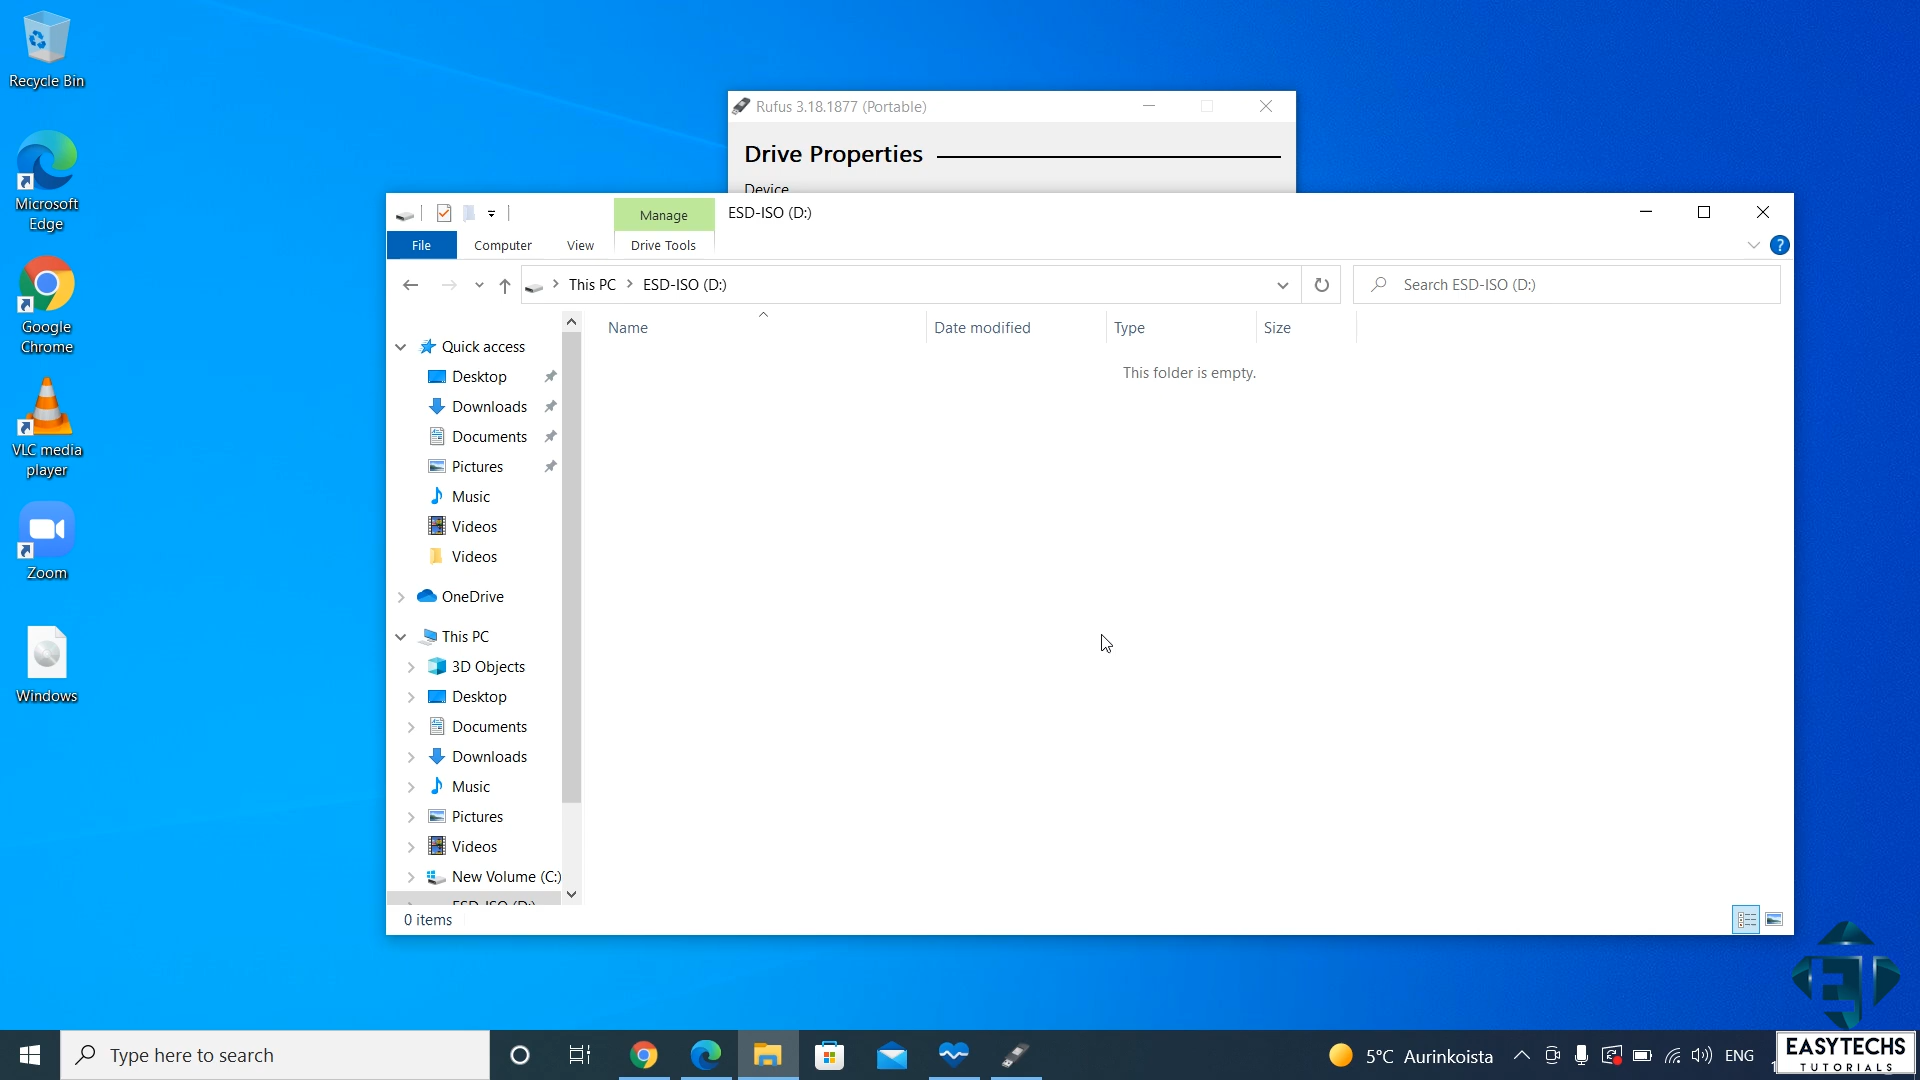 Recycle Bin
Microsoft
Edge
Google
Chrome
VLC media
player
Zoom
Windows
Rufus 3.18.1877 (Portable)
Drive Properties
Device
Manage
ESD-ISO (D:)
File
Computer
View
Drive Tools
This PC
ESD-ISO (D:)
Search ESD-ISO (D:)
Name
Date modified
Type
Size
This folder is empty.
Quick access
Desktop
Downloads
Documents
Pictures
Music
Videos
Videos
OneDrive
This PC
3D Objects
Desktop
Documents
Downloads
Music
Pictures
Videos
New Volume (C:)
ESD-ISO (D:)
0 items
Type here to search
5°C Aurinkoista
ENG
EASYTECHS
TUTORIALS